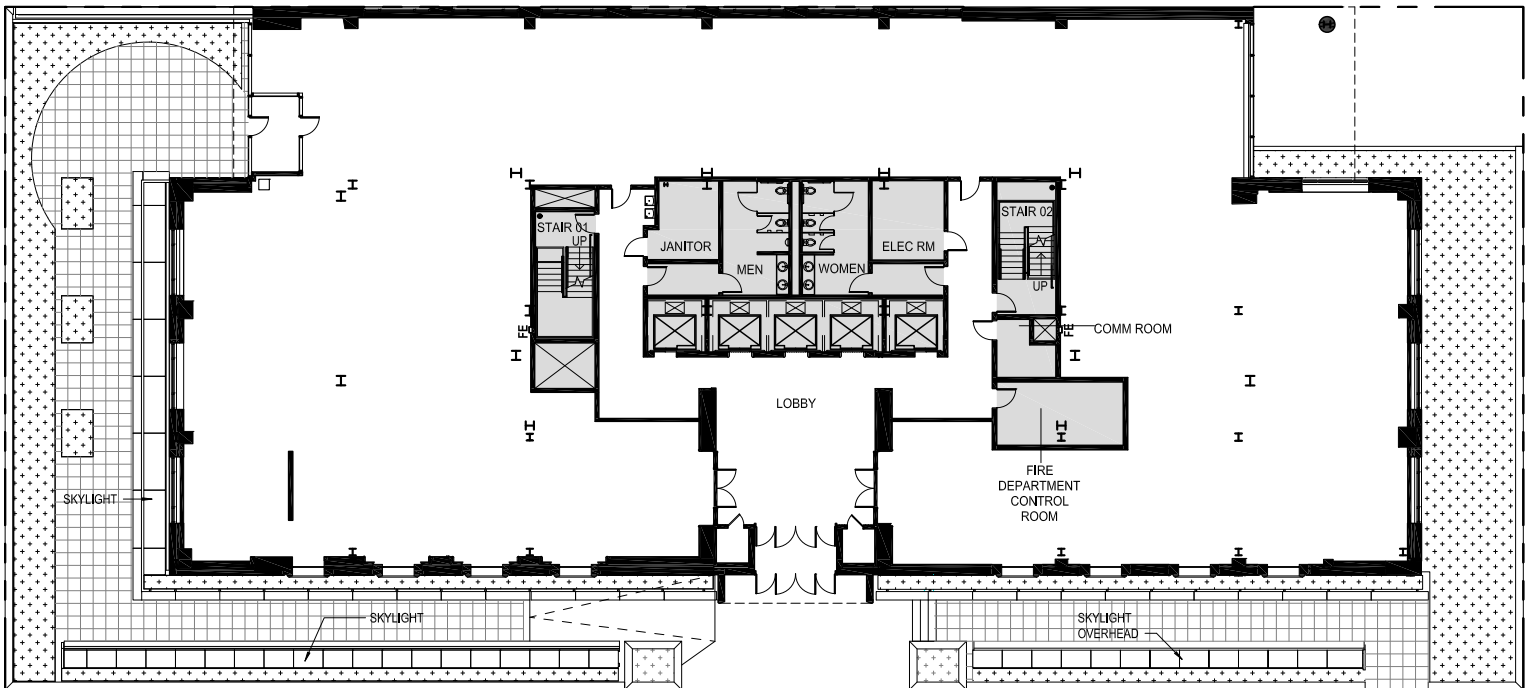 STAIR 01
UP
JANITOR
MEN
WOMEN
ELEC RM
STAIR 02
UP
FE
FE
COMM ROOM
LOBBY
FIRE
DEPARTMENT
CONTROL
ROOM
SKYLIGHT
SKYLIGHT
SKYLIGHT
OVERHEAD